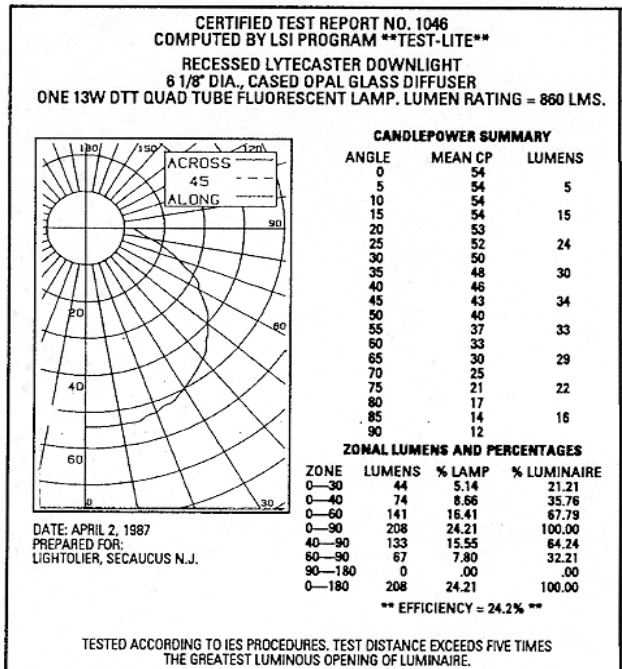 CERTIFIED TEST REPORT NO. 1046
COMPUTED BY LSI PROGRAM **TEST-LITE**
RECESSED LYTECASTER DOWNLIGHT
6 1/8" DIA., CASED OPAL GLASS DIFFUSER
ONE 13W DTT QUAD TUBE FLUORESCENT LAMP. LUMEN RATING = 860 LMS.
180 150 120
ACROSS
45
ALONG
90
20
60
40
60
0 30
DATE: APRIL 2, 1987
PREPARED FOR:
LIGHTOLIER, SECAUCUS N.J.
CANDLEPOWER SUMMARY
ANGLE MEAN CP LUMENS
0 54
5 54 5
10 54
15 54 15
20 53
25 52 24
30 50
35 48 30
40 46
45 43 34
50 40
55 37 33
60 33
65 30 29
70 25
75 21 22
80 17
85 14 16
90 12
ZONAL LUMENS AND PERCENTAGES
ZONE LUMENS % LAMP % LUMINAIRE
0—30 44 5.14 21.21
0—40 74 8.66 35.76
0—60 141 16.41 67.79
0—90 208 24.21 100.00
40—90 133 15.55 64.24
60—90 67 7.80 32.21
90—180 0 .00 .00
0—180 208 24.21 100.00
** EFFICIENCY = 24.2% **
TESTED ACCORDING TO IES PROCEDURES. TEST DISTANCE EXCEEDS FIVE TIMES
THE GREATEST LUMINOUS OPENING OF LUMINAIRE.